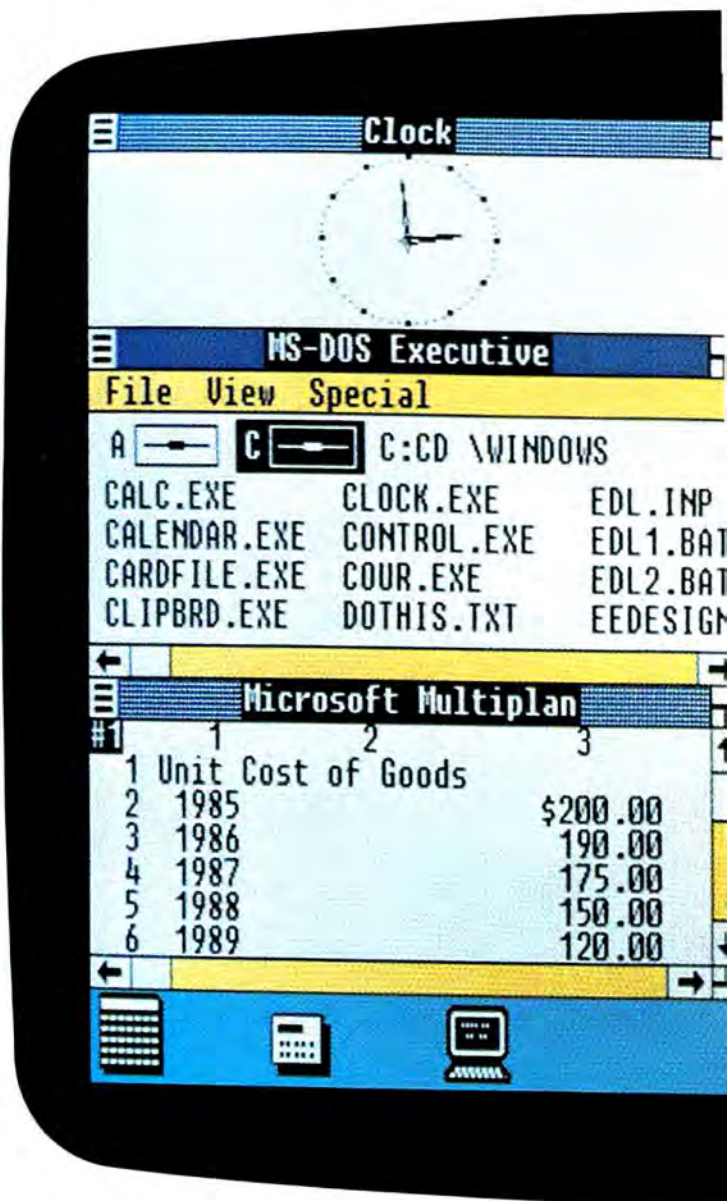 Clock
MS-DOS Executive
File View Special
A C C:CD \WINDOWS
CALC.EXE CLOCK.EXE EDL.INP
CALENDAR.EXE CONTROL.EXE EDL1.BAT
CARDFILE.EXE COUR.EXE EDL2.BAT
CLIPBRD.EXE DOTHIS.TXT EEDESIGN
Microsoft Multiplan
#1 1 2 3
1 Unit Cost of Goods
2 1985 $200.00
3 1986 190.00
4 1987 175.00
5 1988 150.00
6 1989 120.00